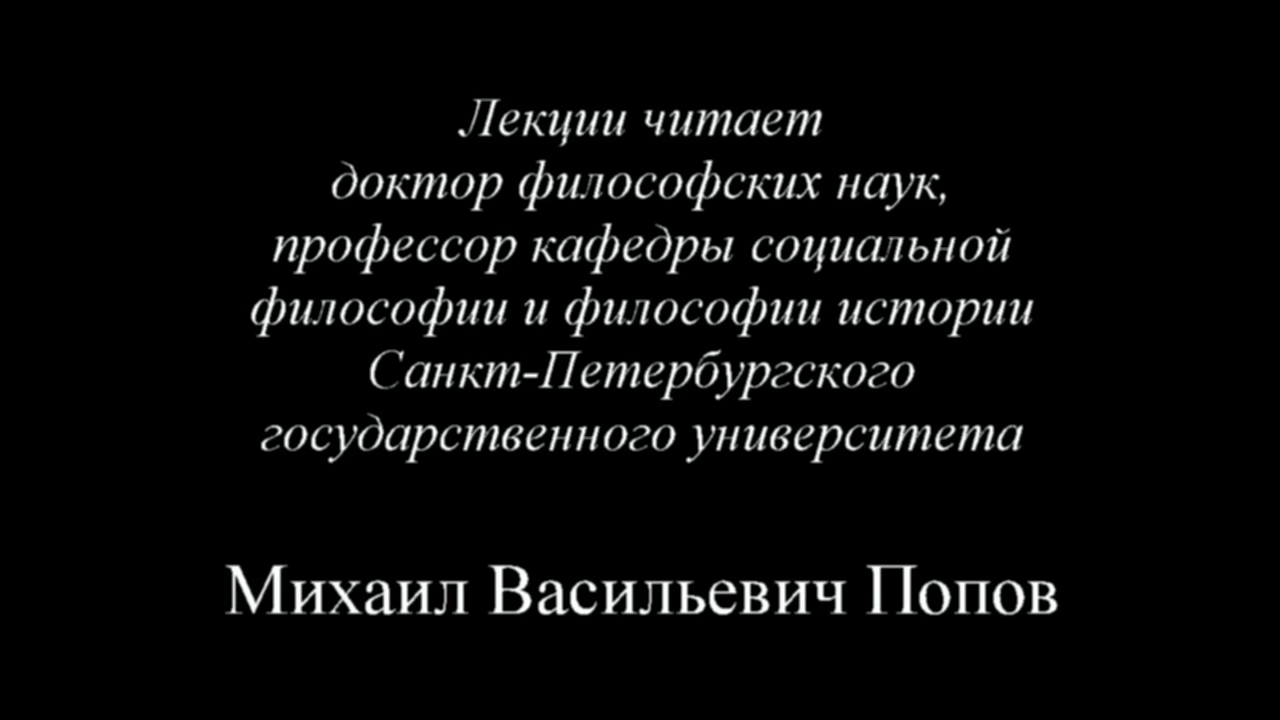 Лекции читает
доктор философских наук,
профессор кафедры социальной
философии и философии истории
Санкт-Петербургского
государственного университета
Михаил Васильевич Попов